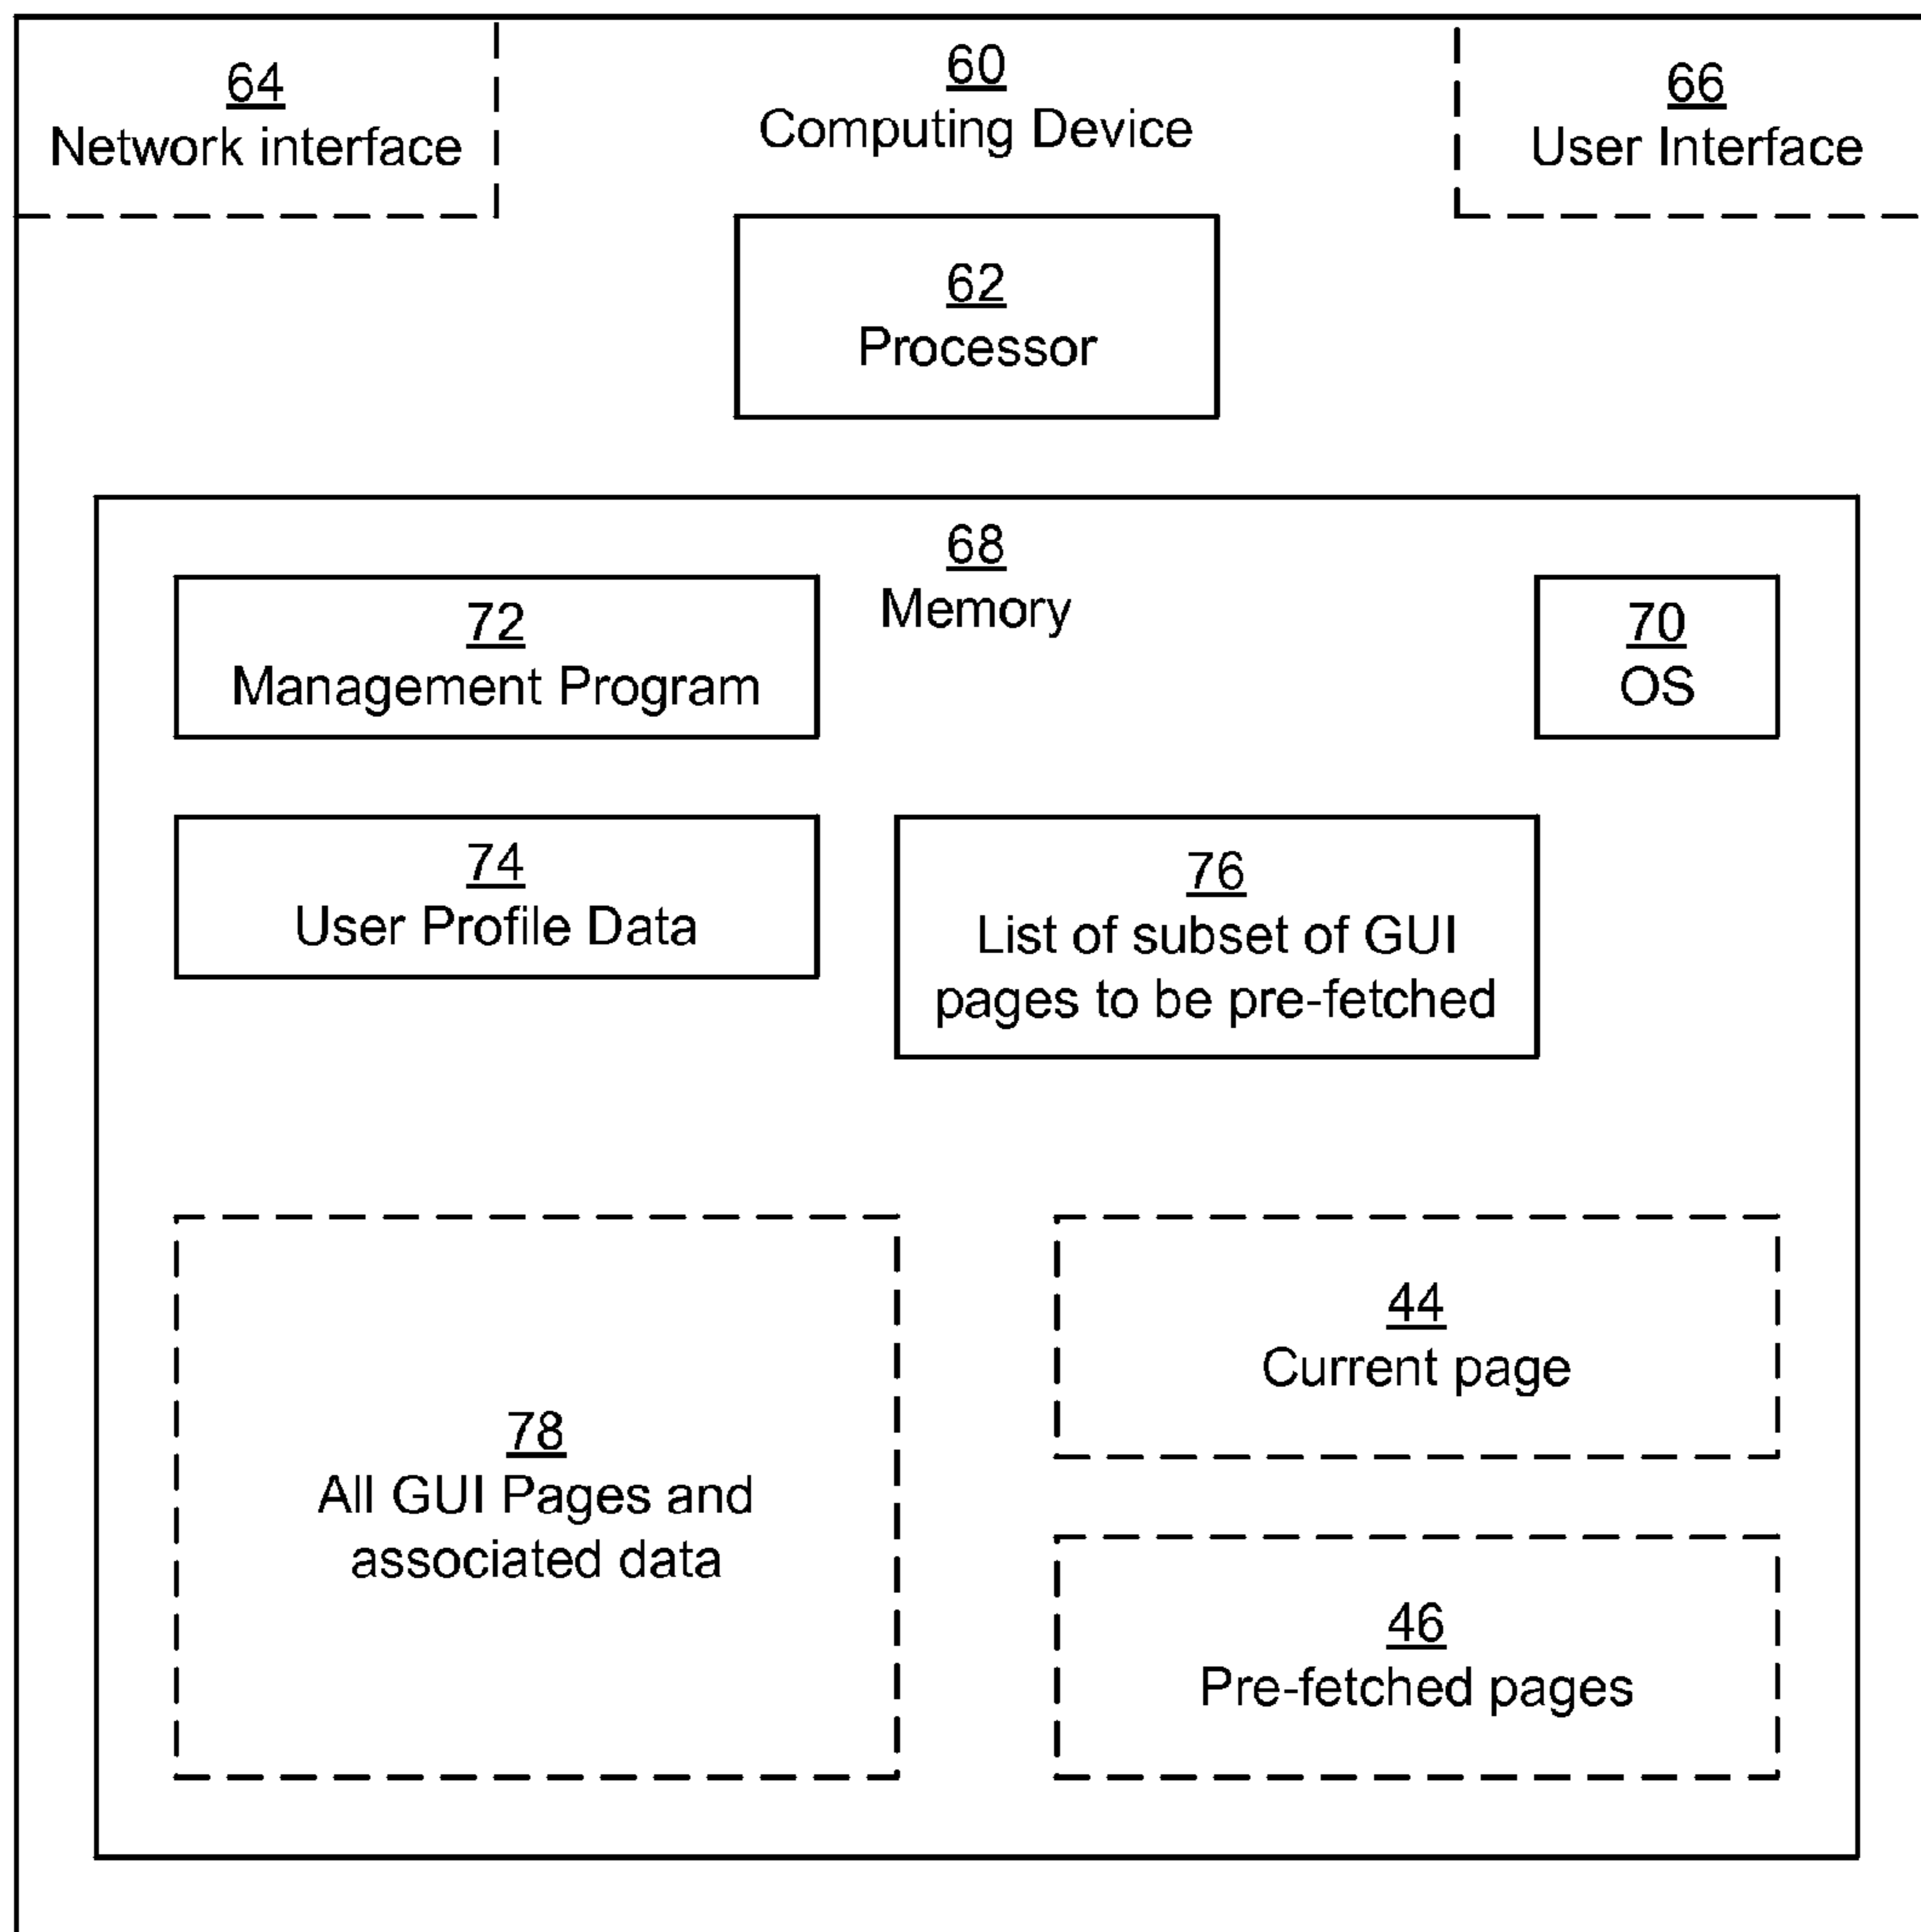 64
Network interface
60
Computing Device
66
User Interface
62
Processor
68
Memory
72
Management Program
70
OS
74
User Profile Data
76
List of subset of GUI
pages to be pre-fetched
78
All GUI Pages and
associated data
44
Current page
46
Pre-fetched pages